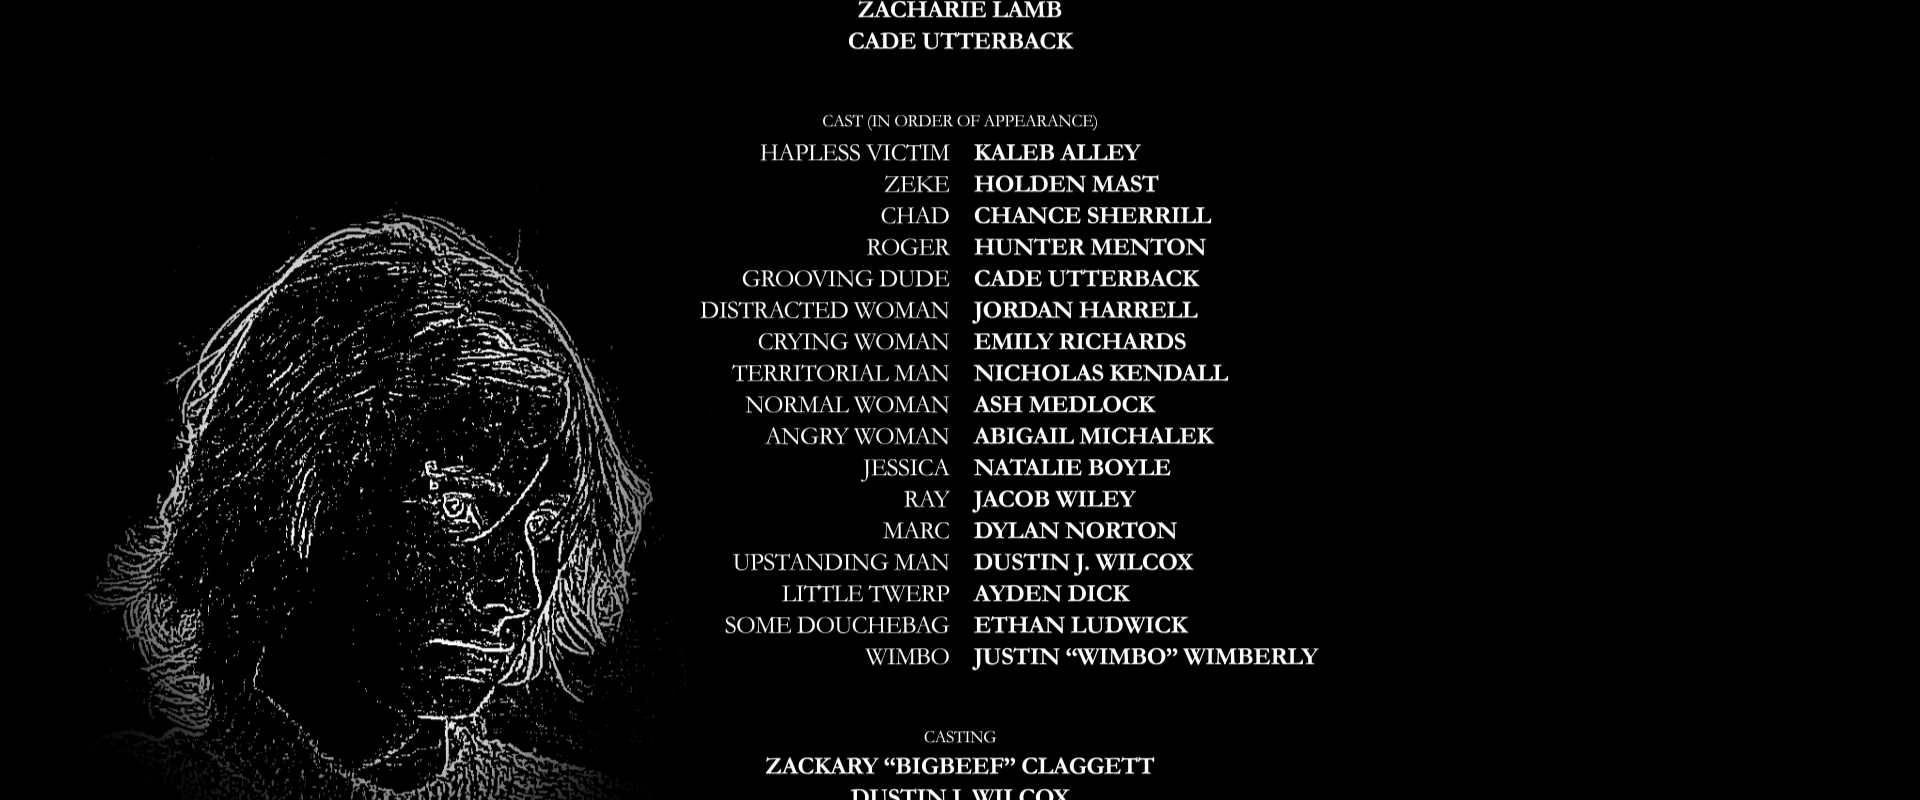 ZACHARIE LAMB
CADE UTTERBACK
CAST (IN ORDER OF APPEARANCE)
HAPLESS VICTIM KALEB ALLEY
ZEKE HOLDEN MAST
CHAD CHANCE SHERRILL
ROGER HUNTER MENTON
GROOVING DUDE CADE UTTERBACK
DISTRACTED WOMAN JORDAN HARRELL
CRYING WOMAN EMILY RICHARDS
TERRITORIAL MAN NICHOLAS KENDALL
NORMAL WOMAN ASH MEDLOCK
ANGRY WOMAN ABIGAIL MICHALEK
JESSICA NATALIE BOYLE
RAY JACOB WILEY
MARC DYLAN NORTON
UPSTANDING MAN DUSTIN J. WILCOX
LITTLE TWERP AYDEN DICK
SOME DOUCHEBAG ETHAN LUDWICK
WIMBO JUSTIN “WIMBO” WIMBERLY
CASTING
ZACKARY “BIGBEEF” CLAGGETT
DUSTIN J. WILCOX